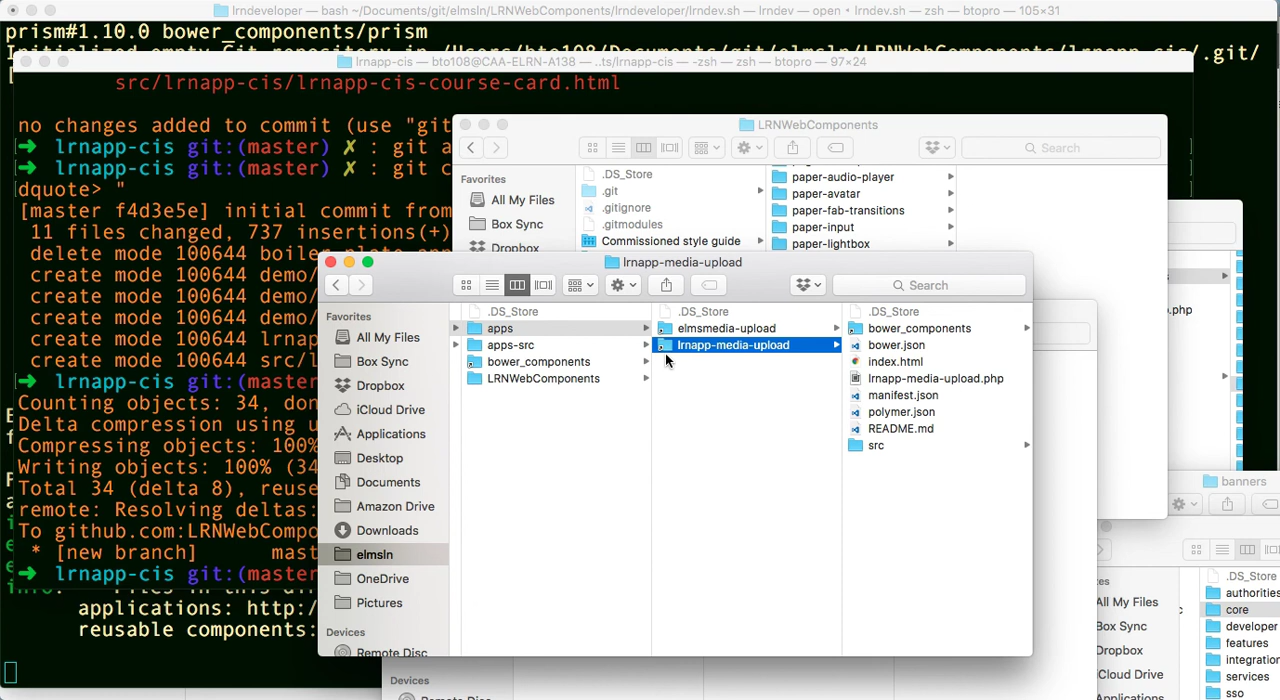 lrndeveloper — bash ~/Documents/git/elmsln/LRNWebComponents/lrndeveloper/lrndev.sh — lrndev — open • lrndev.sh — zsh — btopro — 105×31
prism#1.10.0 bower_components/prism
lrnapp-cis — bto108@CAA-ELRN-A138 — ..ts/lrnapp-cis — -zsh — zsh — btopro — 97×24
src/lrnapp-cis/lrnapp-cis-course-card.html
no changes added to commit (use "git
➜ lrnapp-cis git:(master) ✗ : git a
➜ lrnapp-cis git:(master) ✗ : git c
dquote> "
[master f4d3e5e] initial commit from
11 files changed, 737 insertions(+)
delete mode 100644 boiler
create mode 100644 demo/
create mode 100644 demo/
create mode 100644 demo/
create mode 100644 lrnap
create mode 100644 src/l
➜ lrnapp-cis git:(master
Counting objects: 34, don
Delta compression using u
Compressing objects: 100%
Writing objects: 100% (34
Total 34 (delta 8), reuse
remote: Resolving deltas:
To github.com:LRNWebCompo
* [new branch] mast
➜ lrnapp-cis git:(master
applications: http:/
reusable components:
LRNWebComponents
Search
Favorites
All My Files
Box Sync
Dropbox
.DS_Store
.git
.gitignore
.gitmodules
Commissioned style guide
paper-audio-player
paper-avatar
paper-fab-transitions
paper-input
paper-lightbox
lrnapp-media-upload
Search
Favorites
All My Files
Box Sync
Dropbox
iCloud Drive
Applications
Desktop
Documents
Amazon Drive
Downloads
elmsln
OneDrive
Pictures
Devices
Remote Disc
.DS_Store
apps
apps-src
bower_components
LRNWebComponents
.DS_Store
elmsmedia-upload
lrnapp-media-upload
.DS_Store
bower_components
bower.json
index.html
lrnapp-media-upload.php
manifest.json
polymer.json
README.md
src
.php
banners
All My Files
Box Sync
Dropbox
iCloud Drive
Applications
.DS_Store
authorities
core
developer
features
integration
services
sso
Devices